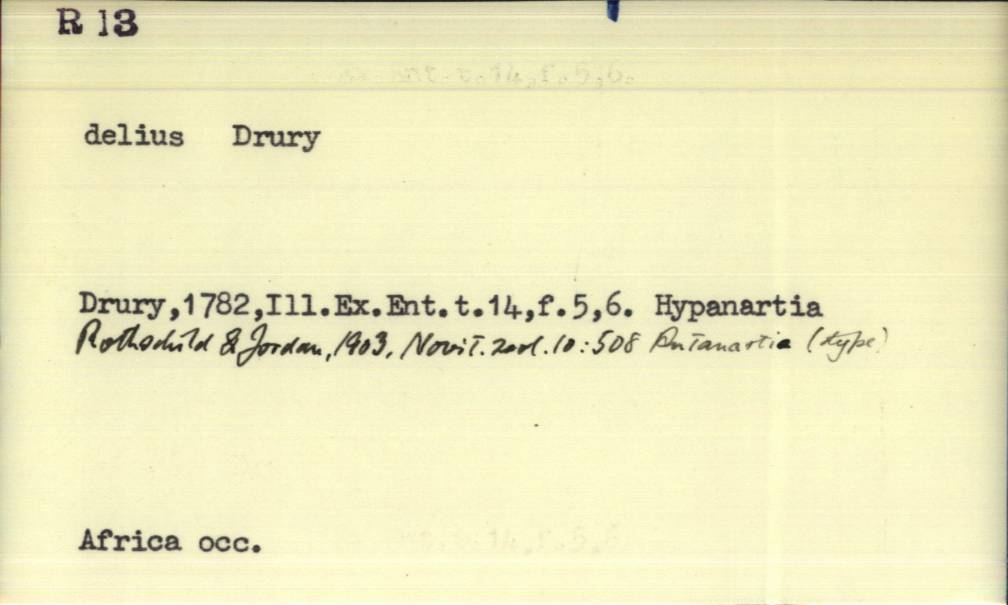 R 13
delius Drury
Drury,1782,Ill.Ex.Ent.t.14,f.5,6. Hypanartia
Rothschild & Jordan, 1903, Novit. zool. 10:508 Antanartia (type)
Africa occ.